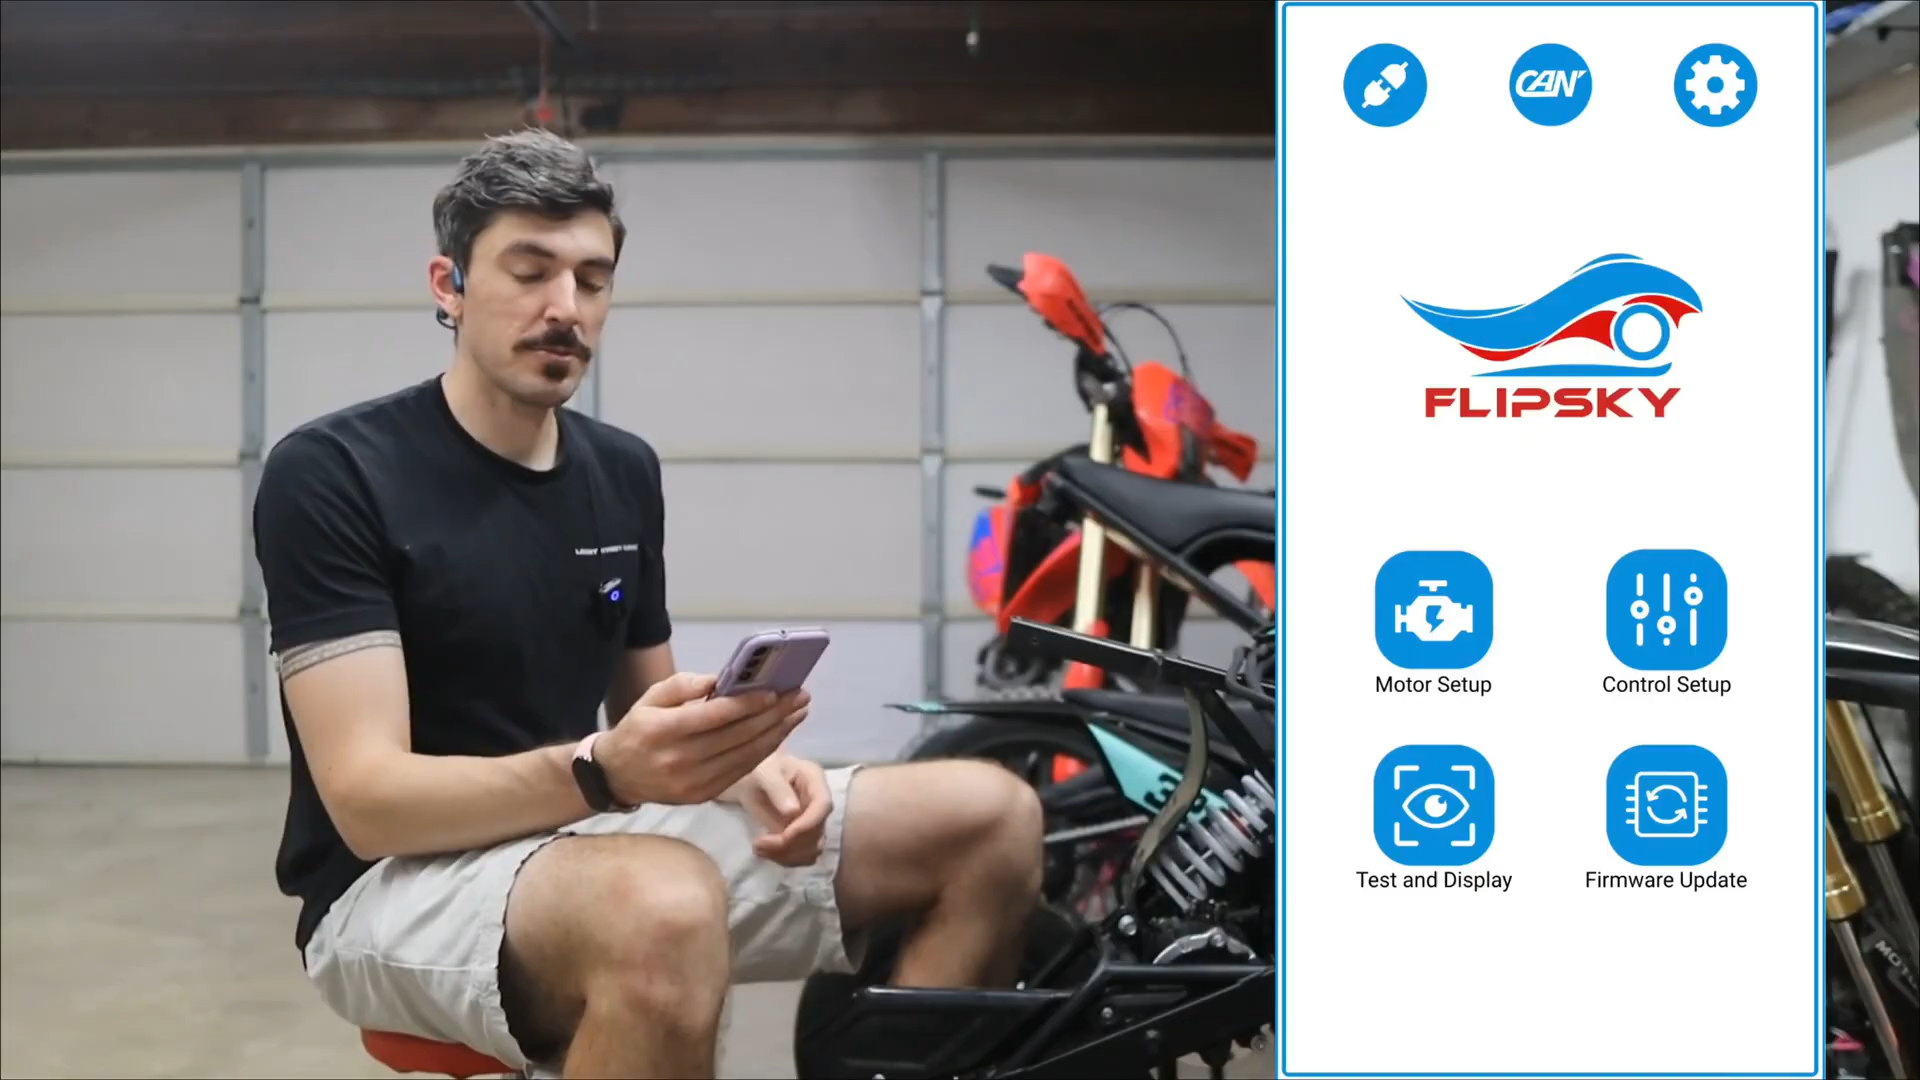 CAN
FLIPSKY
Motor Setup
Control Setup
Test and Display
Firmware Update